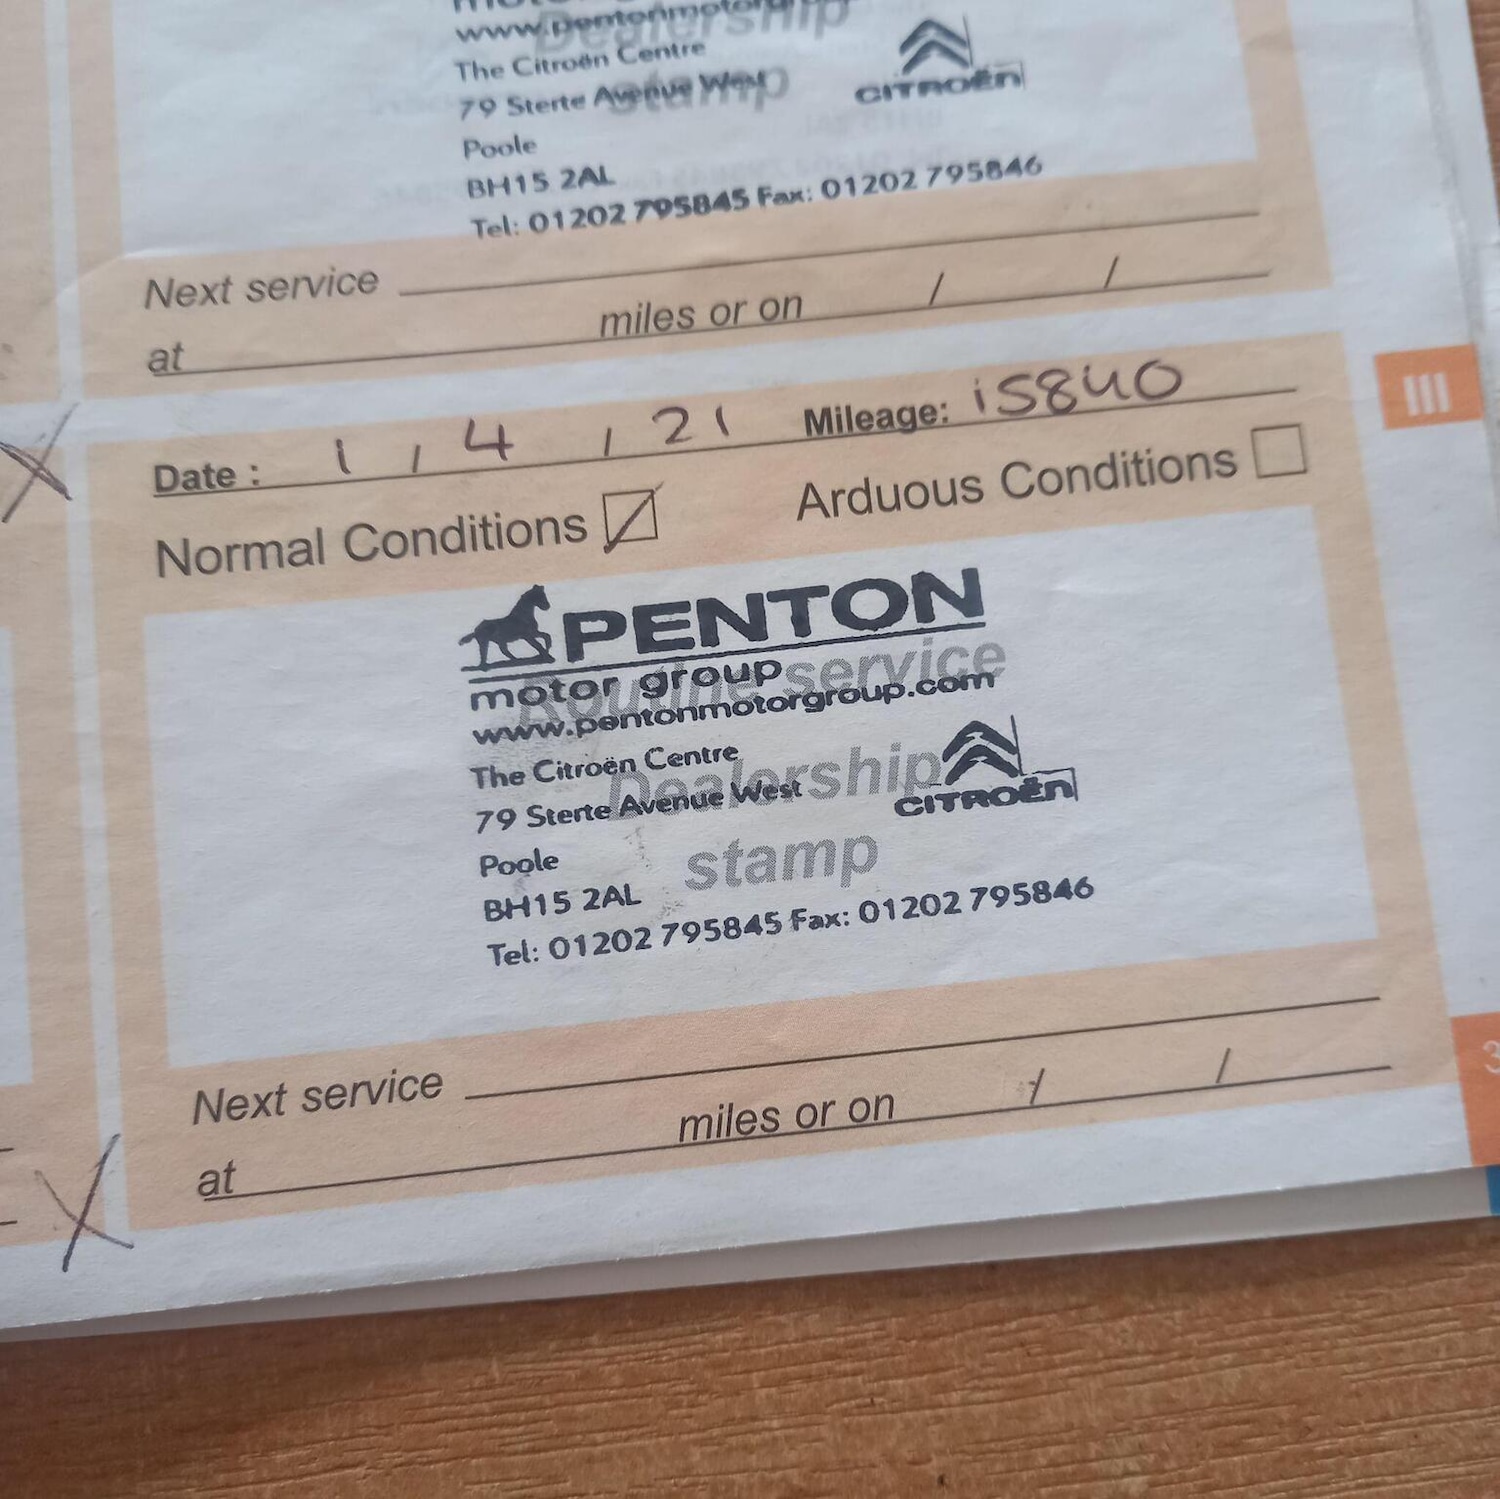 www.pentonmotorgroup
Dealership
The Citroën Centre
79 Sterte Avenue West
stamp
CITROËN
Poole
BH15 2AL
Tel: 01202 795845 Fax: 01202 795846
Next service
at miles or on / /
Date : 1 / 4 / 21 Mileage: 15840
III
Normal Conditions Arduous Conditions
PENTON
Routine service
motor group
www.pentonmotorgroup.com
The Citroën Centre
Dealership
79 Sterte Avenue West
CITROËN
stamp
Poole
BH15 2AL
Tel: 01202 795845 Fax: 01202 795846
Next service
at miles or on / /
3